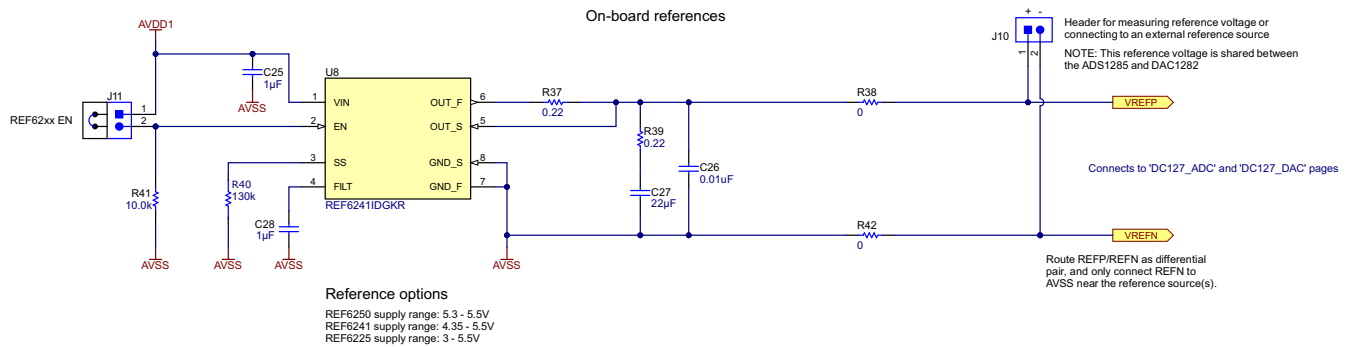 On-board references
AVDD1
C25
1µF
AVSS
J11
1
2
REF62xx EN
R41
10.0k
AVSS
R40
130k
AVSS
C28
1µF
AVSS
U8
1 VIN
2 EN
3 SS
4 FILT
OUT_F 6
OUT_S 5
GND_S 8
GND_F 7
REF6241IDGKR
R37
0.22
R39
0.22
C27
22µF
C26
0.01uF
AVSS
R38
0
R42
0
+ -
J10
1 2
Header for measuring reference voltage or
connecting to an external reference source
NOTE: This reference voltage is shared between
the ADS1285 and DAC1282
VREFP
Connects to 'DC127_ADC' and 'DC127_DAC' pages
VREFN
Route REFP/REFN as differential
pair, and only connect REFN to
AVSS near the reference source(s).
Reference options
REF6250 supply range: 5.3 - 5.5V
REF6241 supply range: 4.35 - 5.5V
REF6225 supply range: 3 - 5.5V